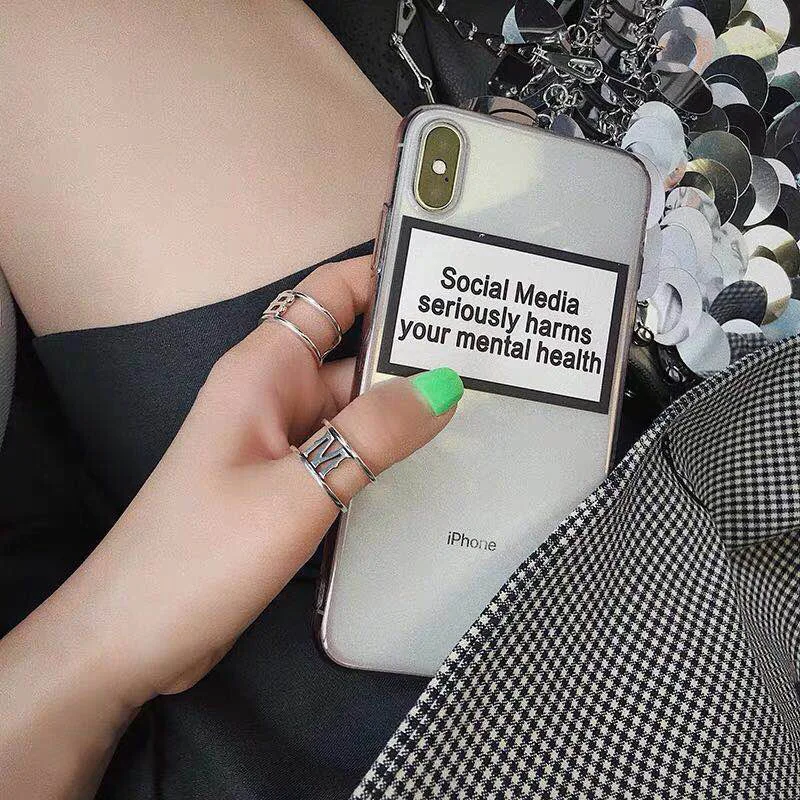 Social Media
seriously harms
your mental health
M
iPhone